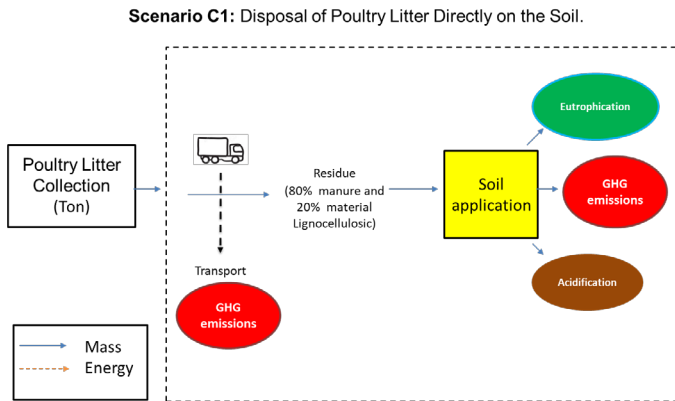 Scenario C1: Disposal of Poultry Litter Directly on the Soil.
Poultry Litter
Collection
(Ton)
Residue
(80% manure and
20% material
Lignocellulosic)
Transport
GHG
emissions
Soil
application
Eutrophication
GHG
emissions
Acidification
Mass
Energy